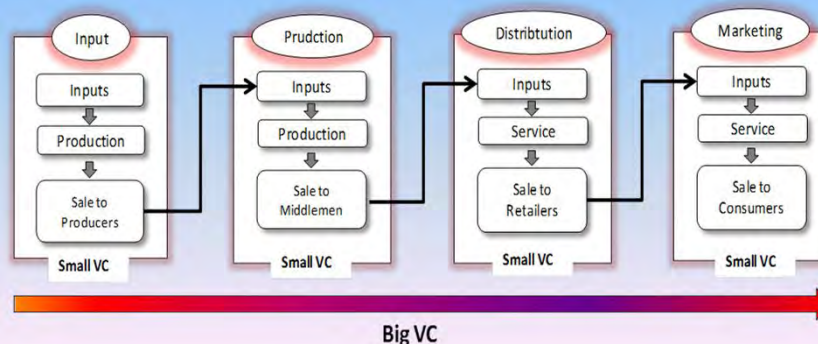 Input
Inputs
Production
Sale to
Producers
Small VC
Prudction
Inputs
Production
Sale to
Middlemen
Small VC
Distribtution
Inputs
Service
Sale to
Retailers
Small VC
Marketing
Inputs
Service
Sale to
Consumers
Small VC
Big VC